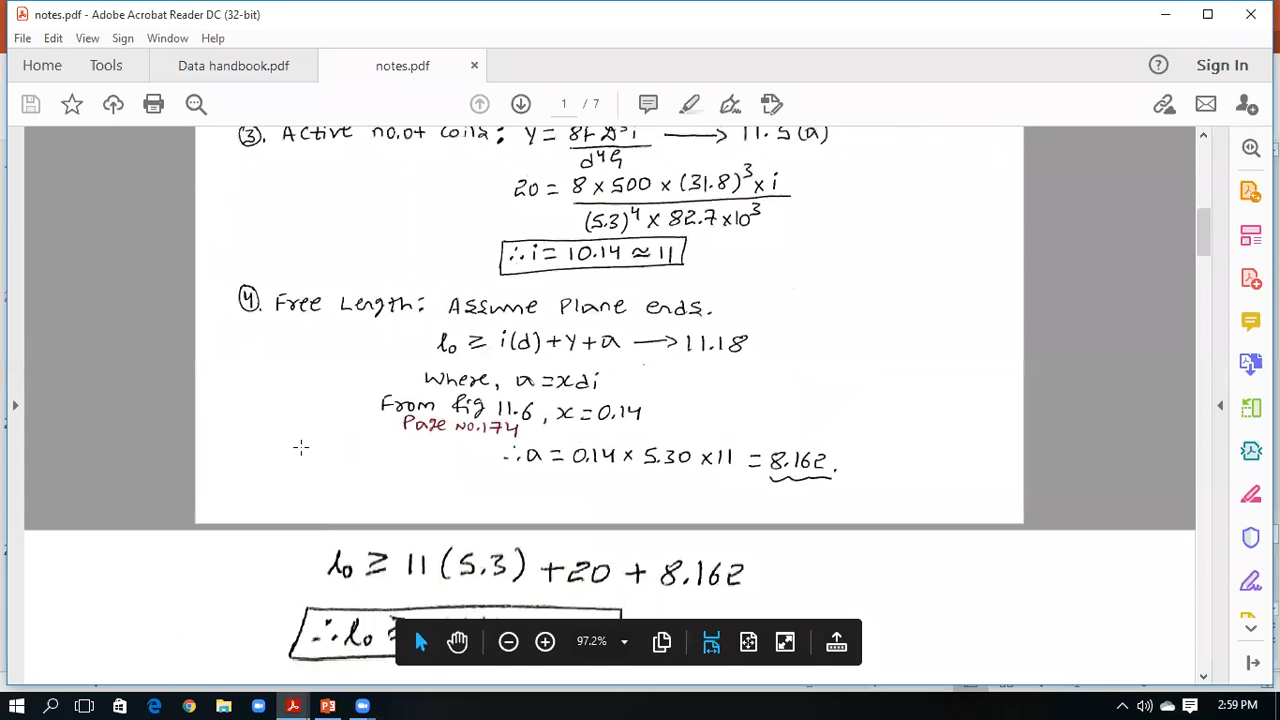 notes.pdf - Adobe Acrobat Reader DC (32-bit)
File Edit View Sign Window Help
Home Tools Data handbook.pdf notes.pdf × Sign In
1 / 7
(3). Active no.of coils: y = 8FD³i / d⁴G → 11.5(a)
20 = 8 × 500 × (31.8)³ × i / (5.3)⁴ × 82.7 × 10³
∴ i = 10.14 ≈ 11
(4). Free Length: Assume Plane ends.
l₀ ≥ i(d) + y + a → 11.18
Where, a = xdi
From fig 11.6, x = 0.14
Page No.174
∴ a = 0.14 × 5.30 × 11 = 8.162.
l₀ ≥ 11(5.3) + 20 + 8.162
∴ l₀ ≥
97.2%
2:59 PM